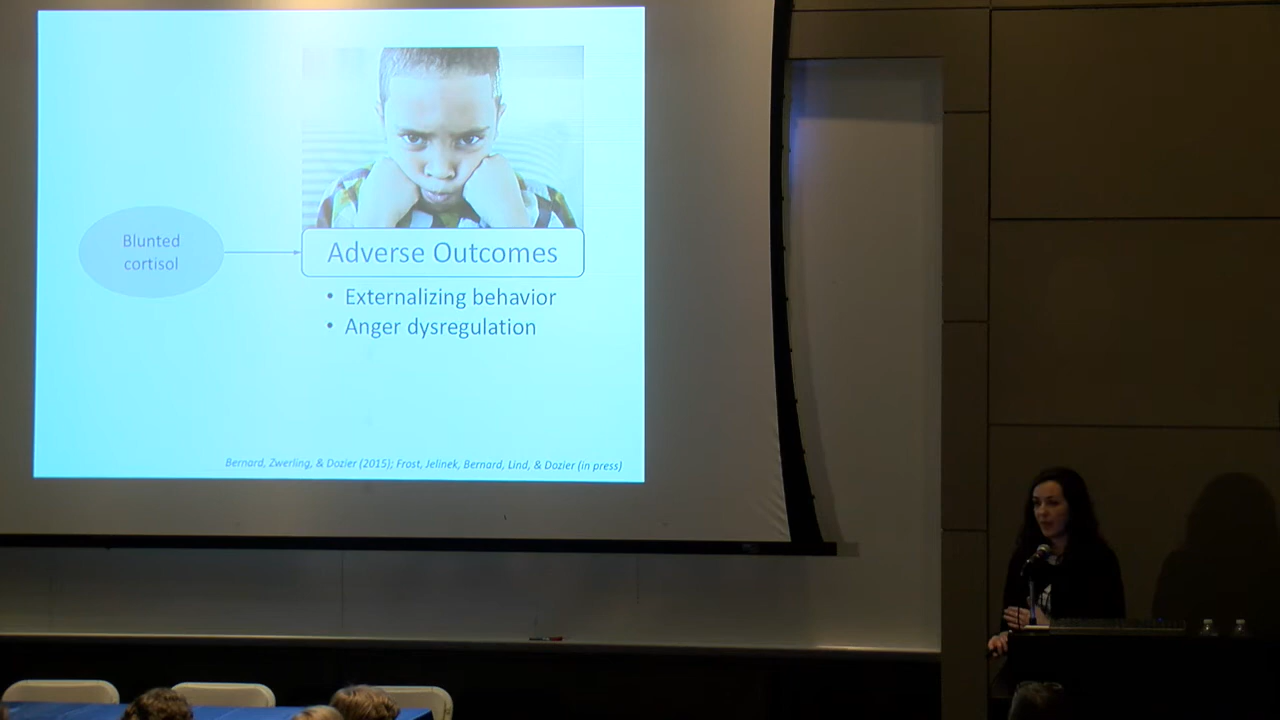 Blunted
cortisol
Adverse Outcomes
• Externalizing behavior
• Anger dysregulation
Bernard, Zwerling, & Dozier (2015); Frost, Jelinek, Bernard, Lind, & Dozier (in press)